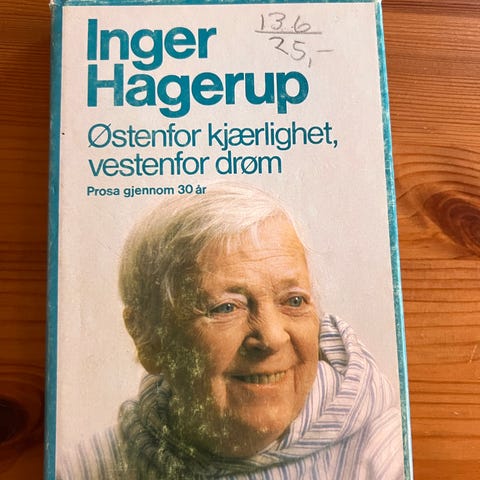 Inger
Hagerup
13.6
25,-
Østenfor kjærlighet,
vestenfor drøm
Prosa gjennom 30 år